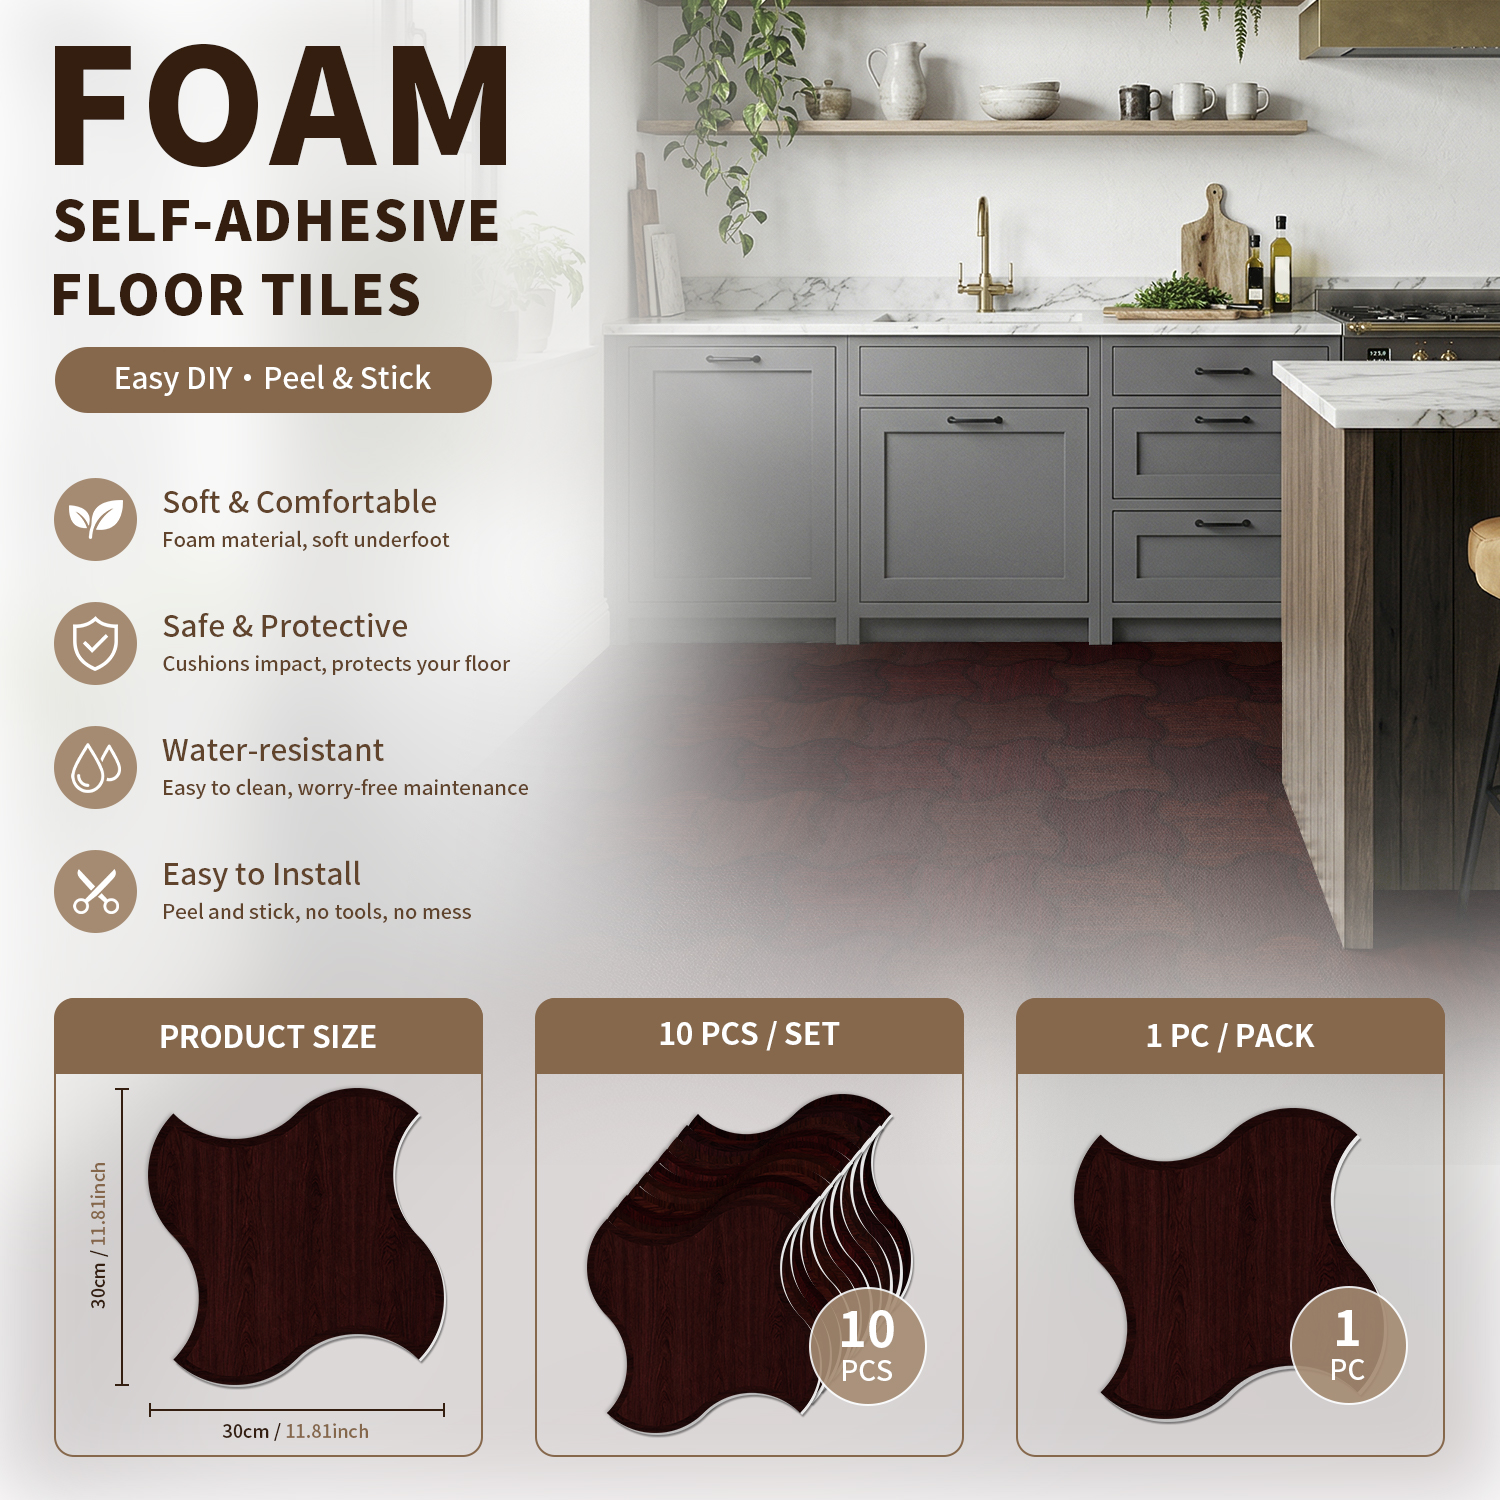 FOAM
SELF-ADHESIVE
FLOOR TILES
Easy DIY • Peel & Stick
Soft & Comfortable
Foam material, soft underfoot
Safe & Protective
Cushions impact, protects your floor
Water-resistant
Easy to clean, worry-free maintenance
Easy to Install
Peel and stick, no tools, no mess
PRODUCT SIZE
30cm / 11.81inch
30cm / 11.81inch
10 PCS / SET
10
PCS
1 PC / PACK
1
PC